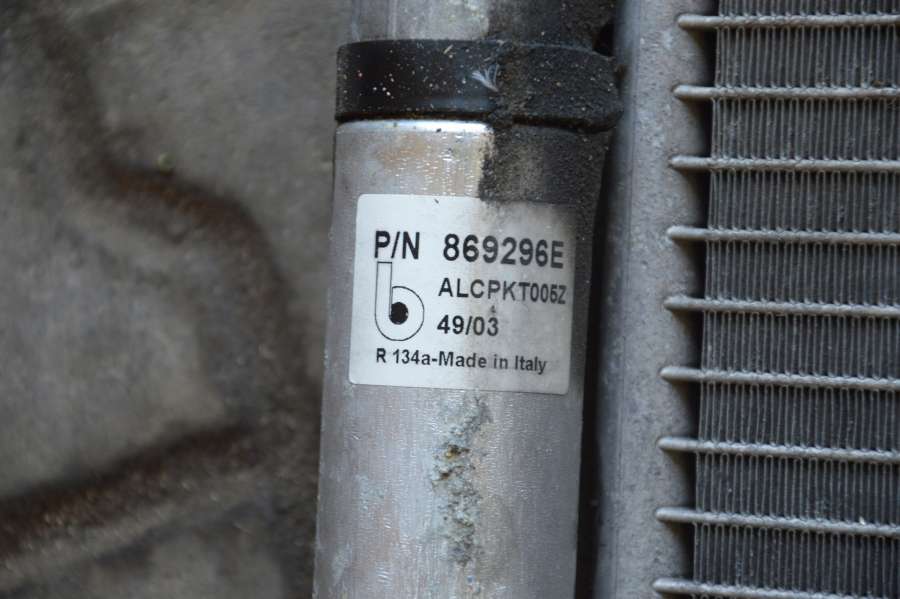 P/N 869296E
ALCPKT005Z
49/03
R 134a-Made in Italy